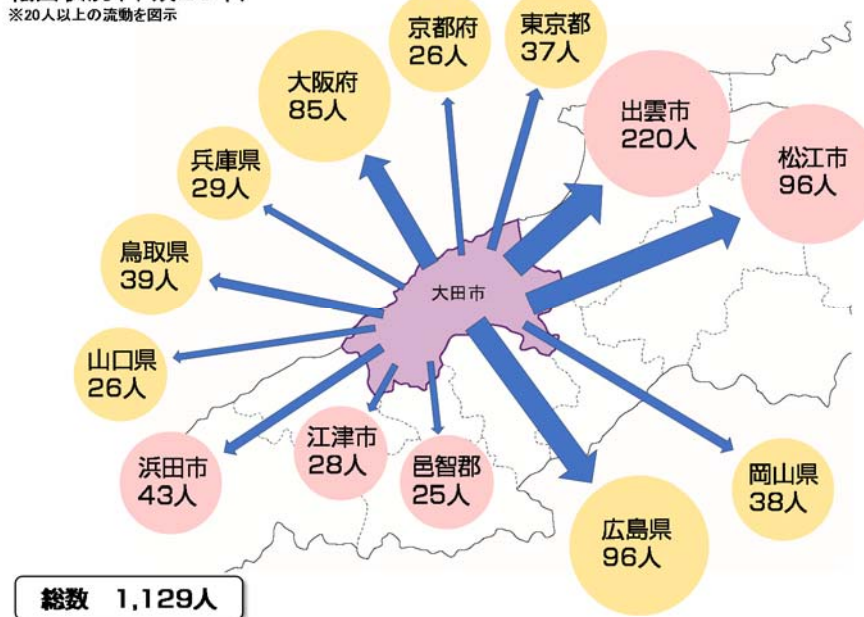 ※20人以上の流動を図示
京都府
26人
東京都
37人
大阪府
85人
出雲市
220人
松江市
96人
兵庫県
29人
鳥取県
39人
大田市
山口県
26人
浜田市
43人
江津市
28人
邑智郡
25人
広島県
96人
岡山県
38人
総数 1,129人